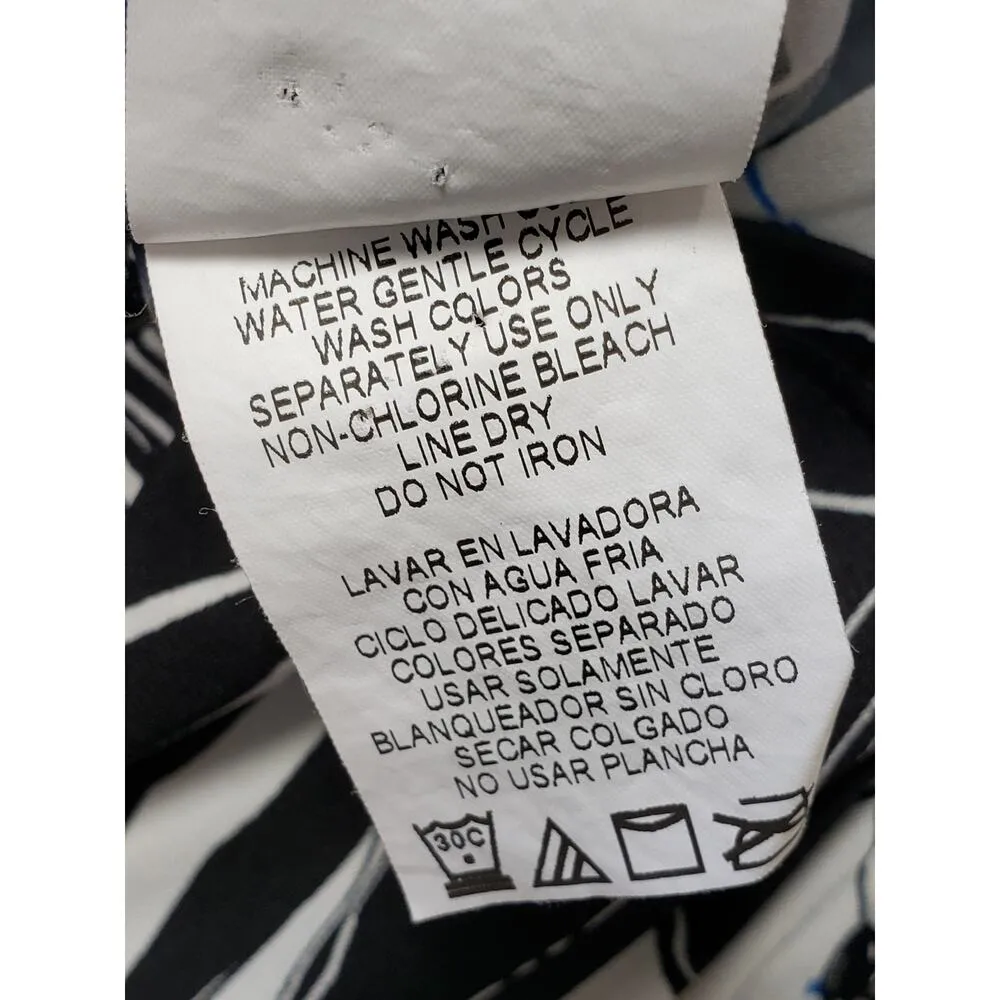 MACHINE WASH
WATER GENTLE CYCLE
WASH COLORS
SEPARATELY USE ONLY
NON-CHLORINE BLEACH
LINE DRY
DO NOT IRON
LAVAR EN LAVADORA
CON AGUA FRIA
CICLO DELICADO LAVAR
COLORES SEPARADO
USAR SOLAMENTE
BLANQUEADOR SIN CLORO
SECAR COLGADO
NO USAR PLANCHA
30C